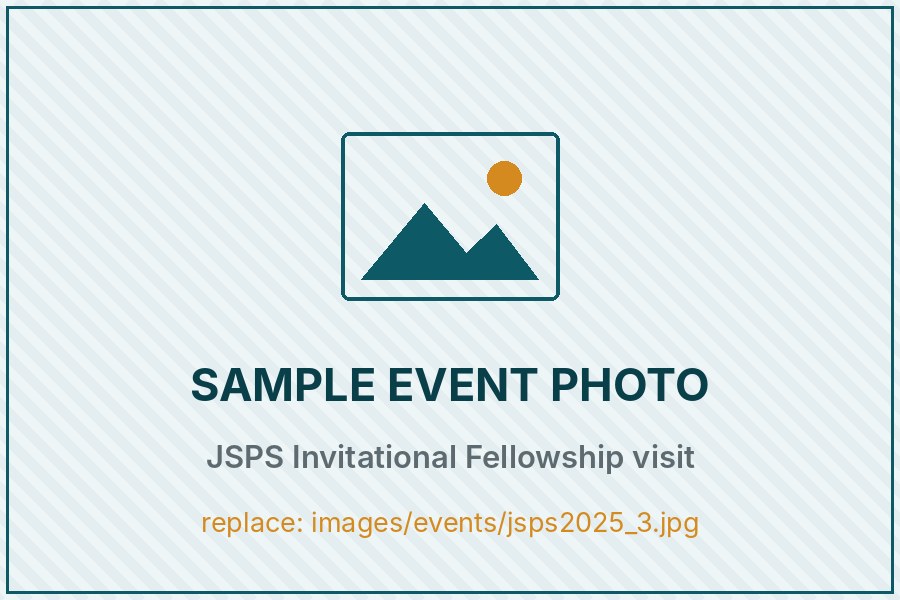 SAMPLE EVENT PHOTO
JSPS Invitational Fellowship visit
replace: images/events/jsps2025_3.jpg